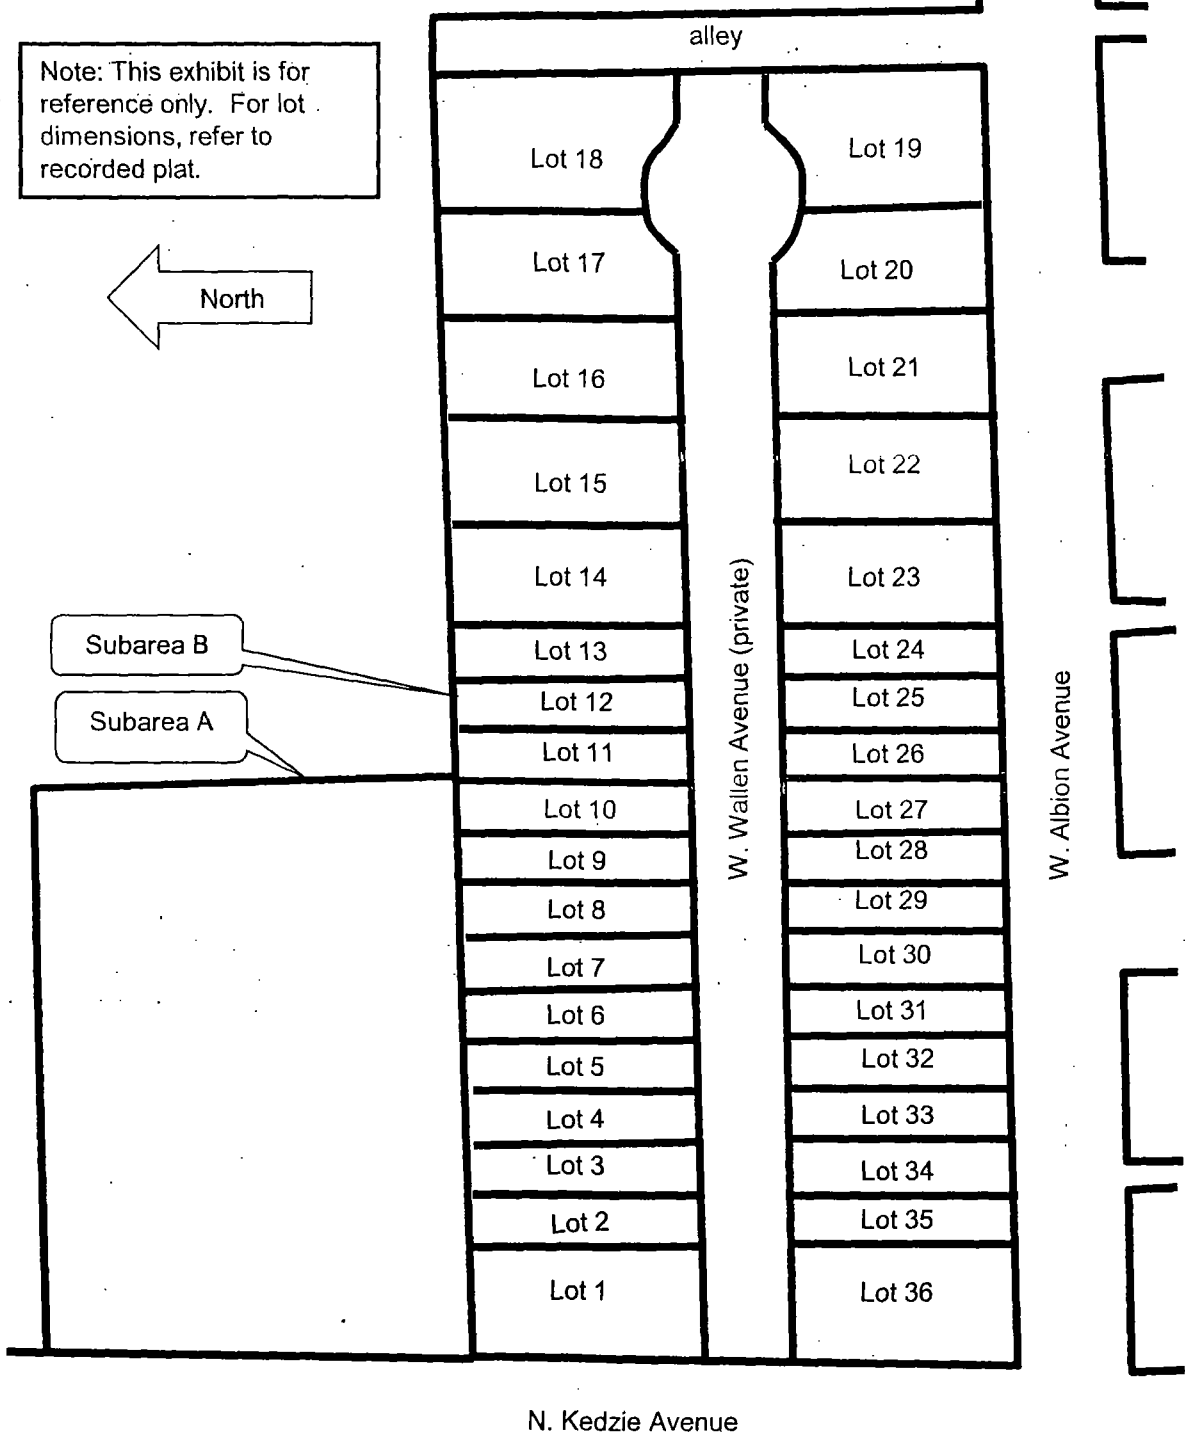 alley
Note: This exhibit is for
reference only. For lot
dimensions, refer to
recorded plat.
North
Lot 18
Lot 19
Lot 17
Lot 20
Lot 16
Lot 21
Lot 15
Lot 22
Lot 14
Lot 23
Subarea B
Lot 13
Lot 24
Lot 12
Lot 25
Subarea A
Lot 11
Lot 26
W. Wallen Avenue (private)
W. Albion Avenue
Lot 10
Lot 27
Lot 9
Lot 28
Lot 8
Lot 29
Lot 7
Lot 30
Lot 6
Lot 31
Lot 5
Lot 32
Lot 4
Lot 33
Lot 3
Lot 34
Lot 2
Lot 35
Lot 1
Lot 36
N. Kedzie Avenue